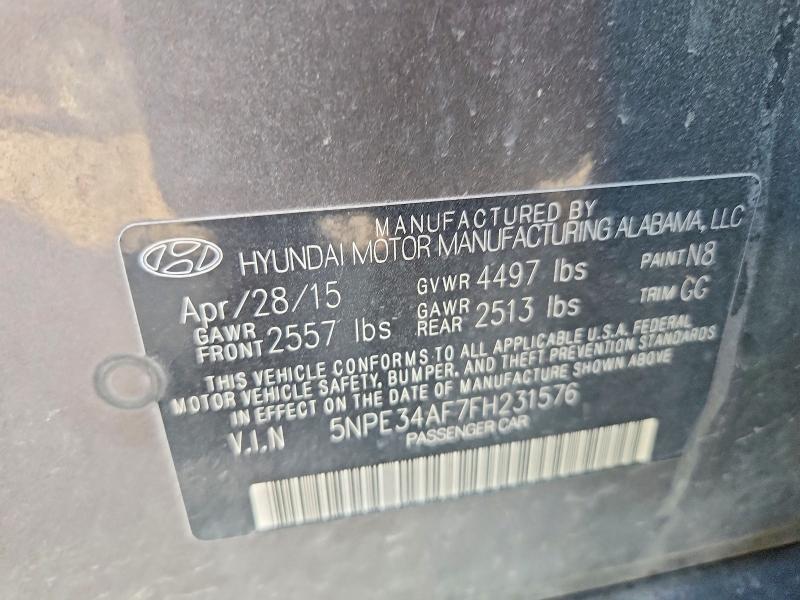 MANUFACTURED BY
HYUNDAI MOTOR MANUFACTURING ALABAMA, LLC
Apr/28/15 GVWR 4497 lbs PAINT N8
GAWR FRONT 2557 lbs GAWR REAR 2513 lbs TRIM GG
THIS VEHICLE CONFORMS TO ALL APPLICABLE U.S.A. FEDERAL
MOTOR VEHICLE SAFETY, BUMPER, AND THEFT PREVENTION STANDARDS
IN EFFECT ON THE DATE OF MANUFACTURE SHOWN ABOVE
V.I.N 5NPE34AF7FH231576
PASSENGER CAR